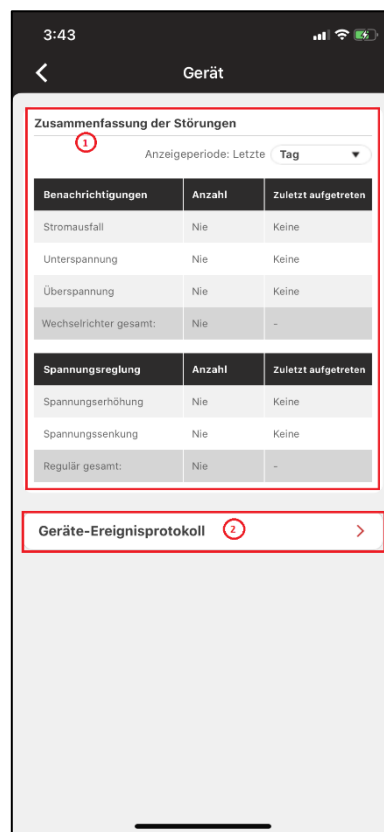 3:43
Gerät
Zusammenfassung der Störungen
1
Anzeigeperiode: Letzte Tag
Benachrichtigungen Anzahl Zuletzt aufgetreten
Stromausfall Nie Keine
Unterspannung Nie Keine
Überspannung Nie Keine
Wechselrichter gesamt: Nie -
Spannungsreglung Anzahl Zuletzt aufgetreten
Spannungserhöhung Nie Keine
Spannungssenkung Nie Keine
Regulär gesamt: Nie -
Geräte-Ereignisprotokoll 2